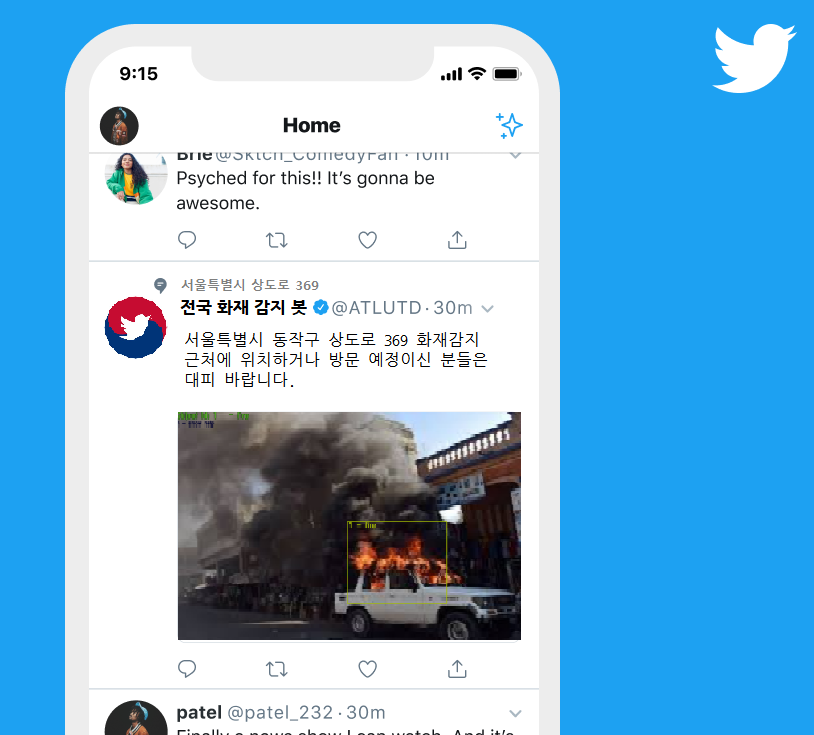 9:15
Home
Brie @Sktch_ComedyFan · 10m
Psyched for this!! It's gonna be
awesome.
서울특별시 상도로 369
전국 화재 감지 봇 @ATLUTD · 30m
서울특별시 동작구 상도로 369 화재감지
근처에 위치하거나 방문 예정이신 분들은
대피 바랍니다.
patel @patel_232 · 30m
Finally a news show I can watch. And it's